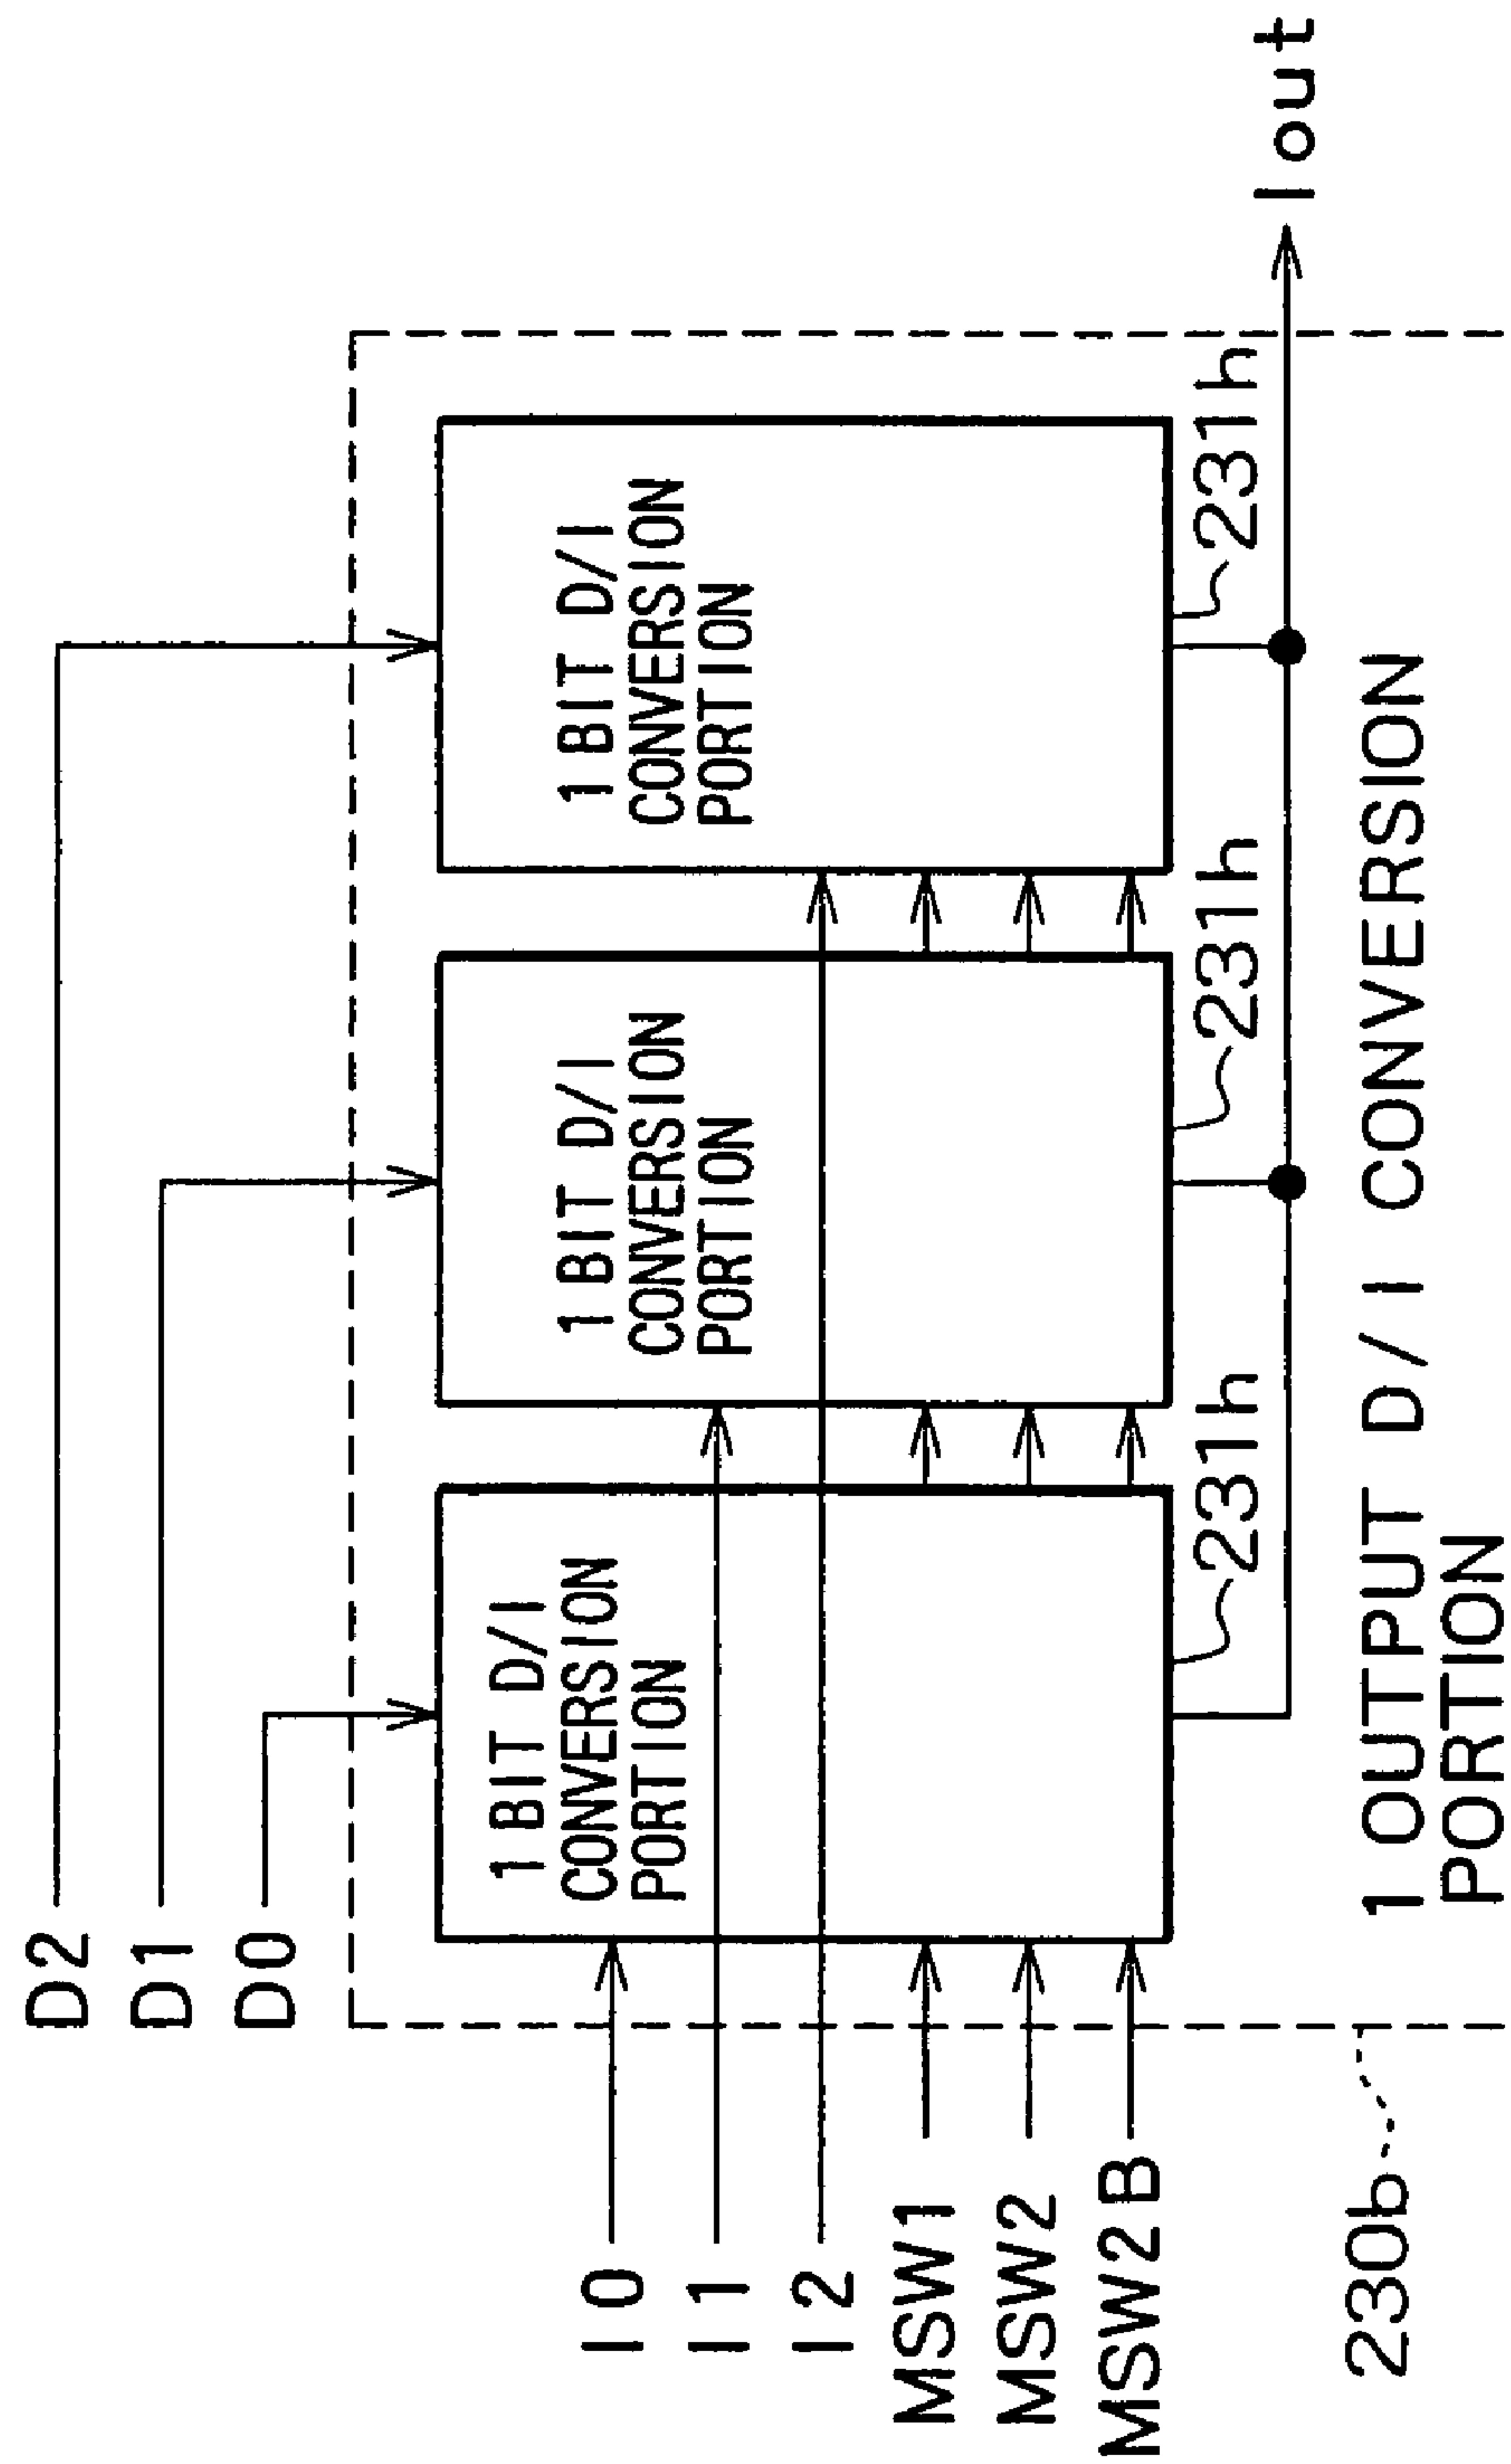 D2
D1
D0
I0
I1
I2
MSW1
MSW2
MSW2B
1 BIT D/I
CONVERSION
PORTION
1 BIT D/I
CONVERSION
PORTION
1 BIT D/I
CONVERSION
PORTION
231h
231h
231h
Iout
230b
1 OUTPUT D/I CONVERSION
PORTION